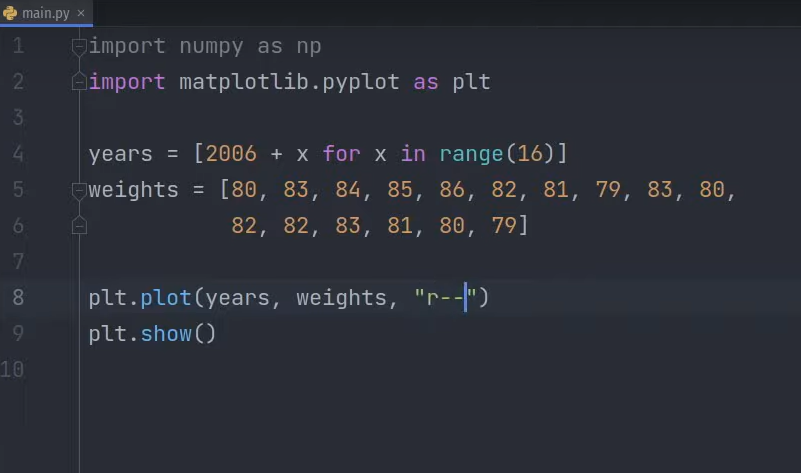 main.py ×
1 import numpy as np
2 import matplotlib.pyplot as plt
3
4 years = [2006 + x for x in range(16)]
5 weights = [80, 83, 84, 85, 86, 82, 81, 79, 83, 80,
6 82, 82, 83, 81, 80, 79]
7
8 plt.plot(years, weights, "r--")
9 plt.show()
10